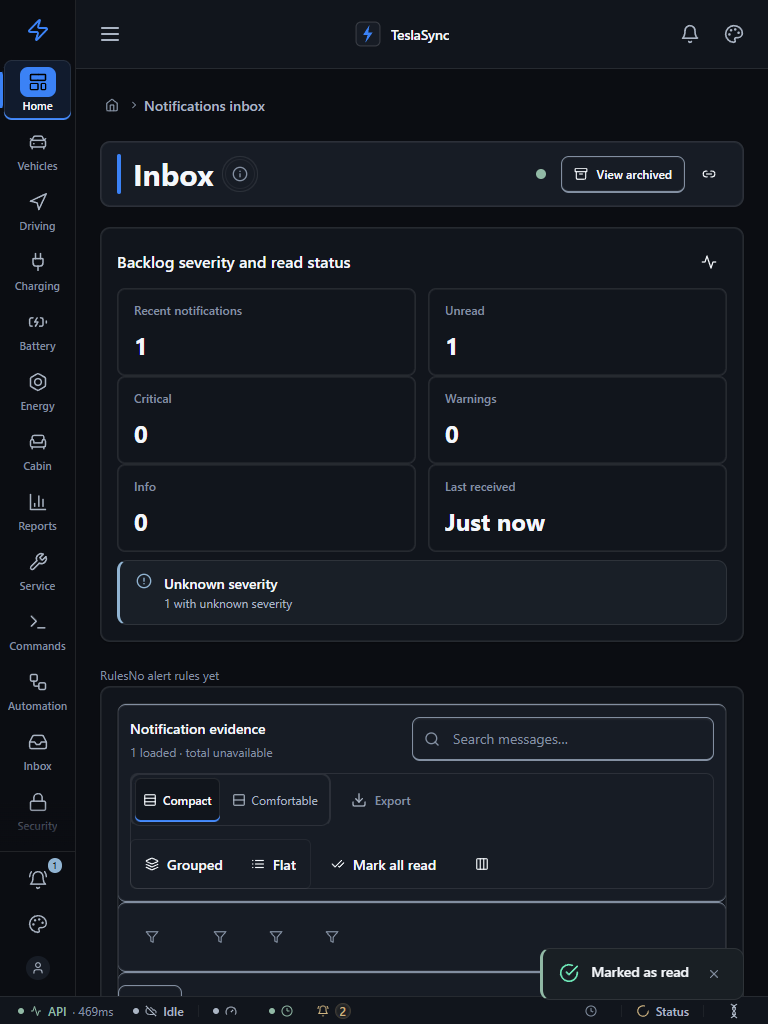 TeslaSync
Home
Vehicles
Driving
Charging
Battery
Energy
Cabin
Reports
Service
Commands
Automation
Inbox
Security
1
Notifications inbox
Inbox
View archived
Backlog severity and read status
Recent notifications
1
Unread
1
Critical
0
Warnings
0
Info
0
Last received
Just now
Unknown severity
1 with unknown severity
RulesNo alert rules yet
Notification evidence
1 loaded · total unavailable
Search messages...
Compact
Comfortable
Export
Grouped
Flat
Mark all read
Marked as read
API · 469ms
Idle
2
Status